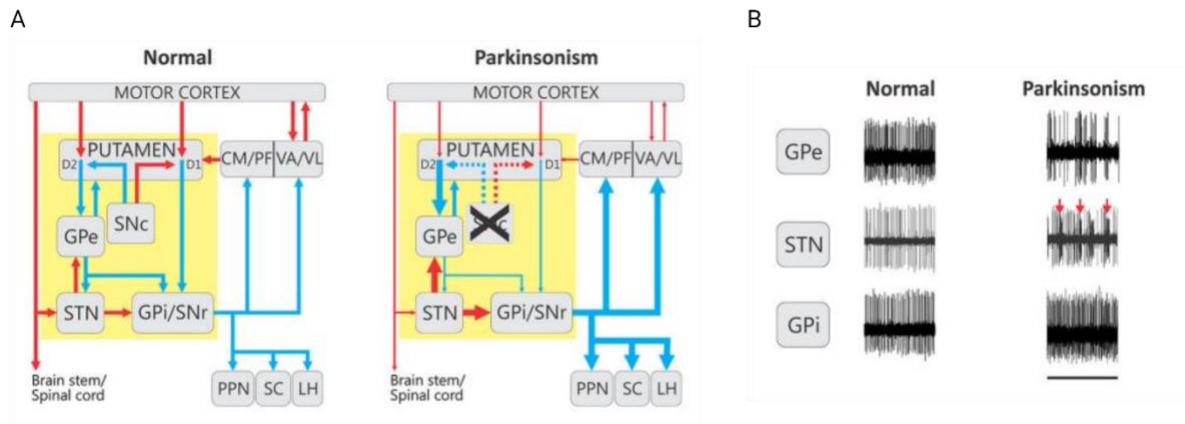 A
B
Normal
Parkinsonism
MOTOR CORTEX
PUTAMEN
D2
D1
CM/PF
VA/VL
SNc
GPe
STN
GPi/SNr
Brain stem/
Spinal cord
PPN
SC
LH
MOTOR CORTEX
PUTAMEN
D2
D1
CM/PF
VA/VL
GPe
STN
GPi/SNr
Brain stem/
Spinal cord
PPN
SC
LH
Normal
Parkinsonism
GPe
STN
GPi